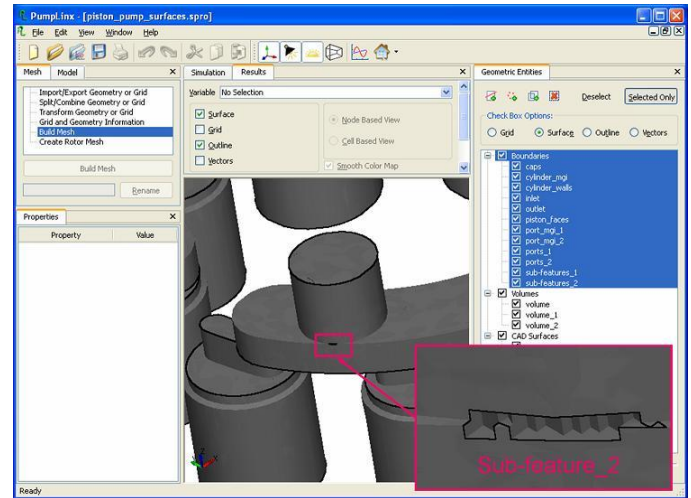 PumpLinx - [piston_pump_surfaces.spro]
File Edit View Window Help
Mesh Model
Import/Export Geometry or Grid
Split/Combine Geometry or Grid
Transform Geometry or Grid
Grid and Geometry Information
Build Mesh
Create Rotor Mesh
Build Mesh
Rename
Properties
Property Value
Simulation Results
Variable No Selection
Surface
Grid
Outline
Vectors
Node Based View
Cell Based View
Smooth Color Map
Geometric Entities
Deselect Selected Only
Check Box Options:
Grid Surface Outline Vectors
Boundaries
caps
cylinder_mgi
cylinder_walls
inlet
outlet
piston_faces
port_mgi_1
port_mgi_2
ports_1
ports_2
sub-features_1
sub-features_2
Volumes
volume
volume_1
volume_2
CAD Surfaces
Z
X
Sub-feature_2
Ready